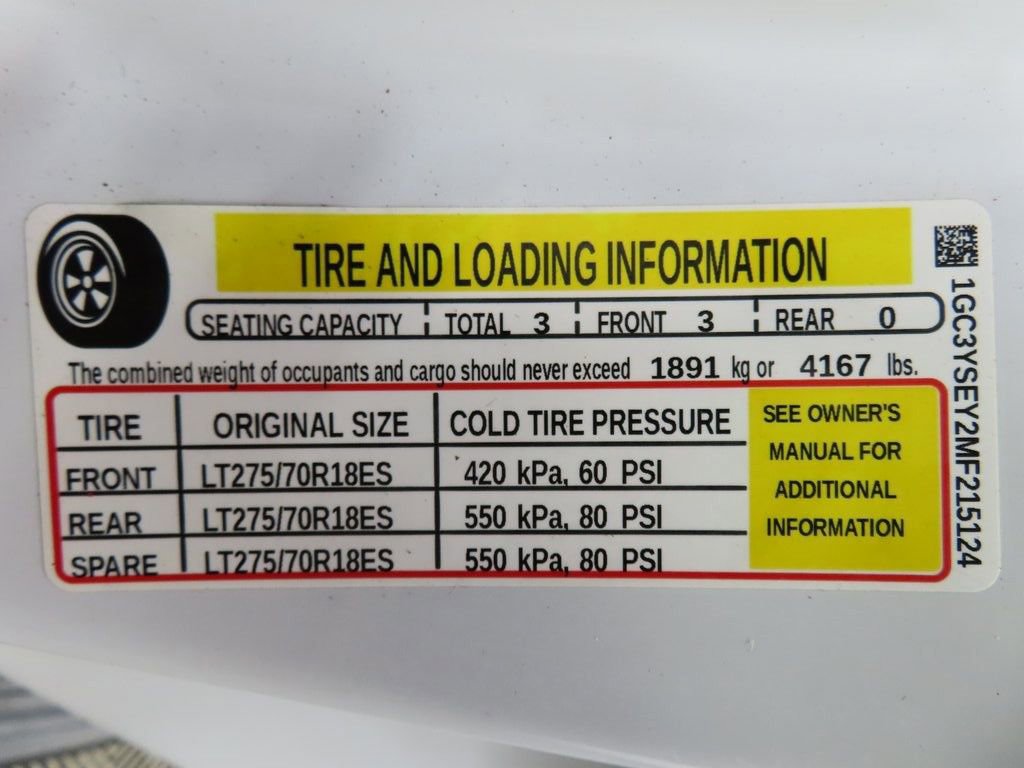 TIRE AND LOADING INFORMATION
SEATING CAPACITY TOTAL 3 FRONT 3 REAR 0
The combined weight of occupants and cargo should never exceed 1891 kg or 4167 lbs.
TIRE ORIGINAL SIZE COLD TIRE PRESSURE
FRONT LT275/70R18ES 420 kPa, 60 PSI
REAR LT275/70R18ES 550 kPa, 80 PSI
SPARE LT275/70R18ES 550 kPa, 80 PSI
SEE OWNER'S
MANUAL FOR
ADDITIONAL
INFORMATION
1GC3YSEY2MF215124